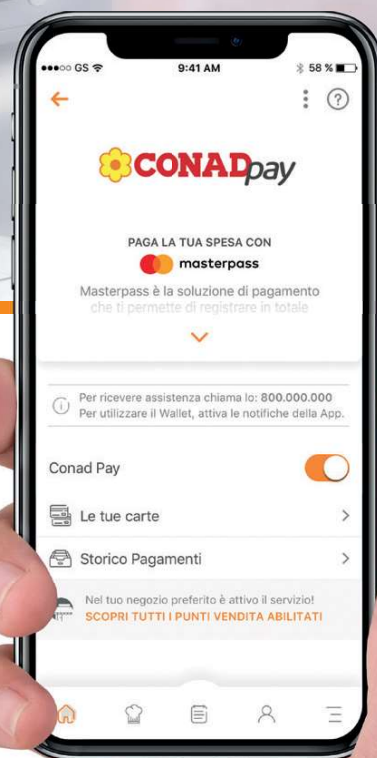 GS 9:41 AM 58 %
CONAD pay
PAGA LA TUA SPESA CON
masterpass
Masterpass è la soluzione di pagamento
che ti permette di registrare in totale
Per ricevere assistenza chiama lo: 800.000.000
Per utilizzare il Wallet, attiva le notifiche della App.
Conad Pay
Le tue carte
Storico Pagamenti
Nel tuo negozio preferito è attivo il servizio!
SCOPRI TUTTI I PUNTI VENDITA ABILITATI